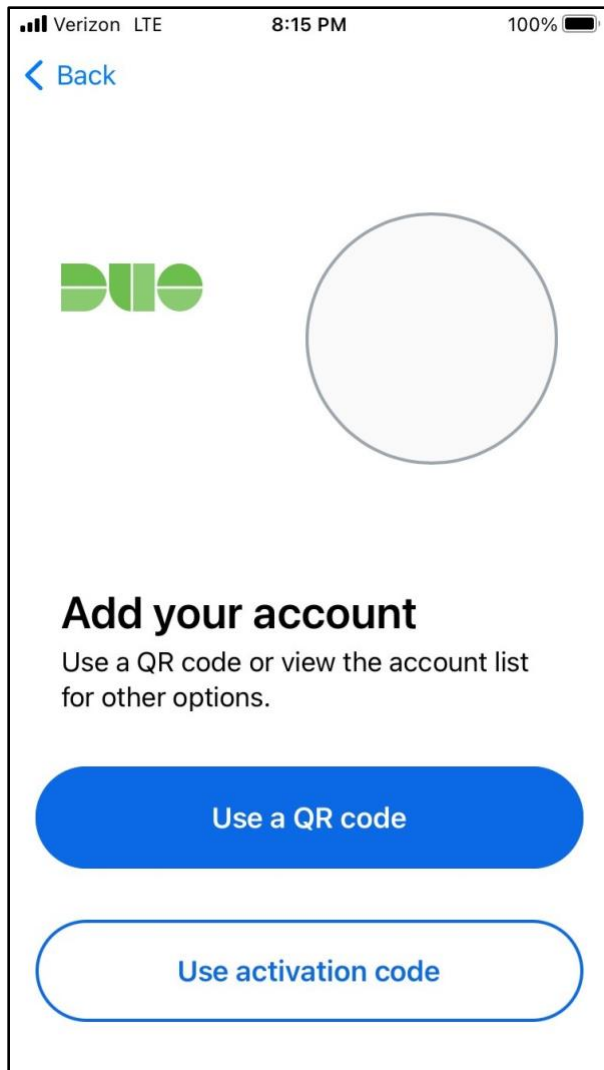 Verizon LTE 8:15 PM 100%
Back
DUO
Add your account
Use a QR code or view the account list
for other options.
Use a QR code
Use activation code